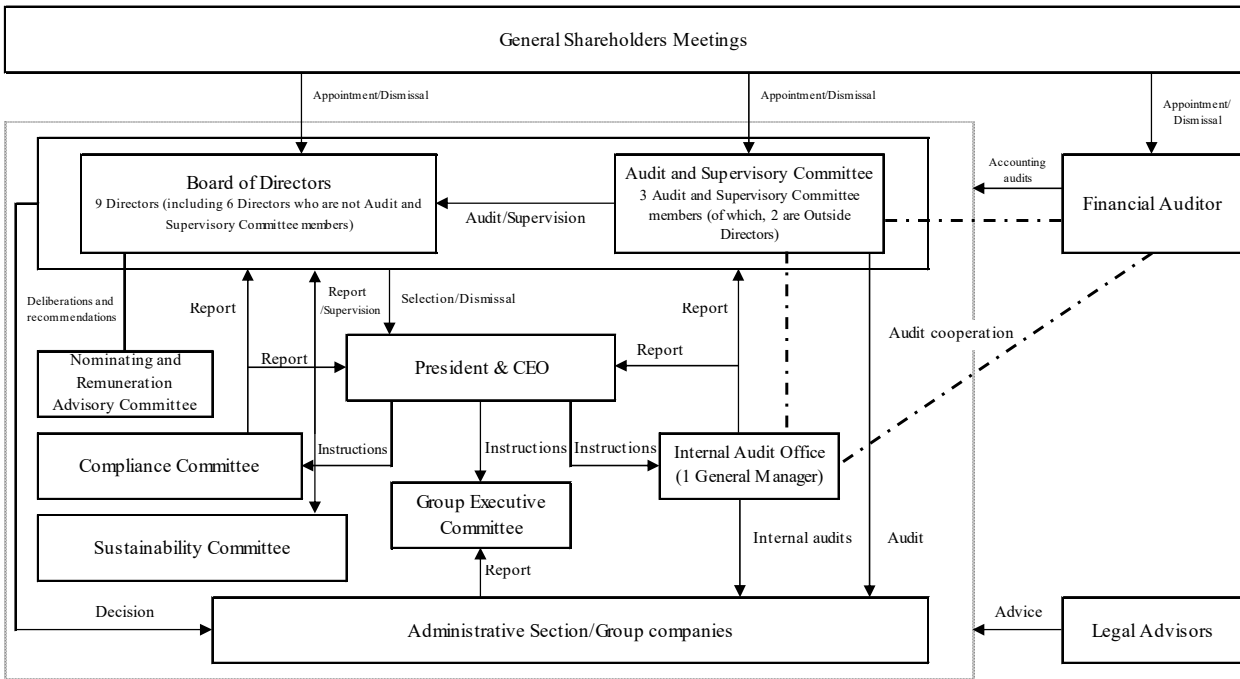 General Shareholders Meetings
Appointment/Dismissal
Appointment/Dismissal
Appointment/
Dismissal
Board of Directors
9 Directors (including 6 Directors who are not Audit and
Supervisory Committee members)
Audit/Supervision
Audit and Supervisory Committee
3 Audit and Supervisory Committee
members (of which, 2 are Outside
Directors)
Accounting
audits
Financial Auditor
Deliberations and
recommendations
Report
Report
/Supervision
Selection/Dismissal
Report
Audit cooperation
Nominating and
Remuneration
Advisory Committee
Report
President & CEO
Report
Compliance Committee
Instructions
Instructions
Instructions
Internal Audit Office
(1 General Manager)
Group Executive
Committee
Sustainability Committee
Internal audits
Audit
Report
Decision
Administrative Section/Group companies
Advice
Legal Advisors